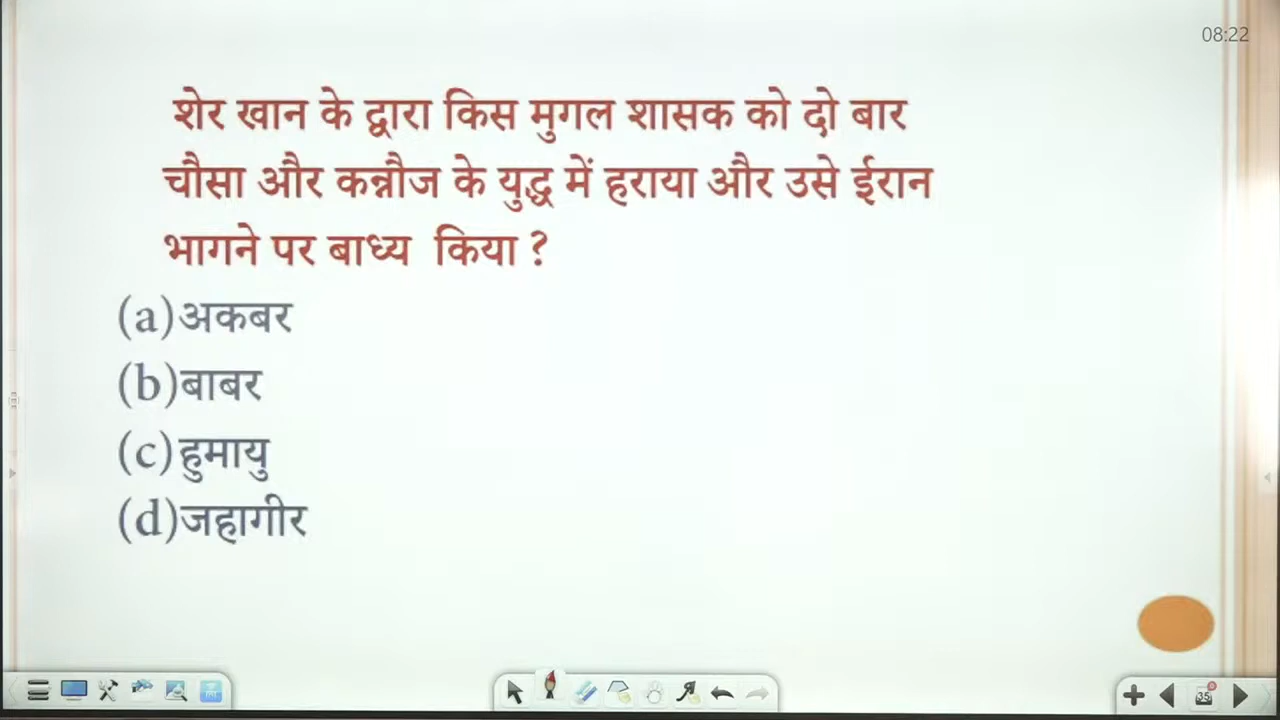 08:22
शेर खान के द्वारा किस मुगल शासक को दो बार
चौसा और कन्नौज के युद्ध में हराया और उसे ईरान
भागने पर बाध्य किया ?
(a)अकबर
(b)बाबर
(c)हुमायु
(d)जहागीर
35